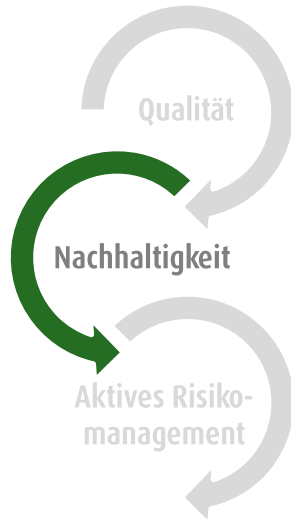 Qualität
Nachhaltigkeit
Aktives Risiko-
management